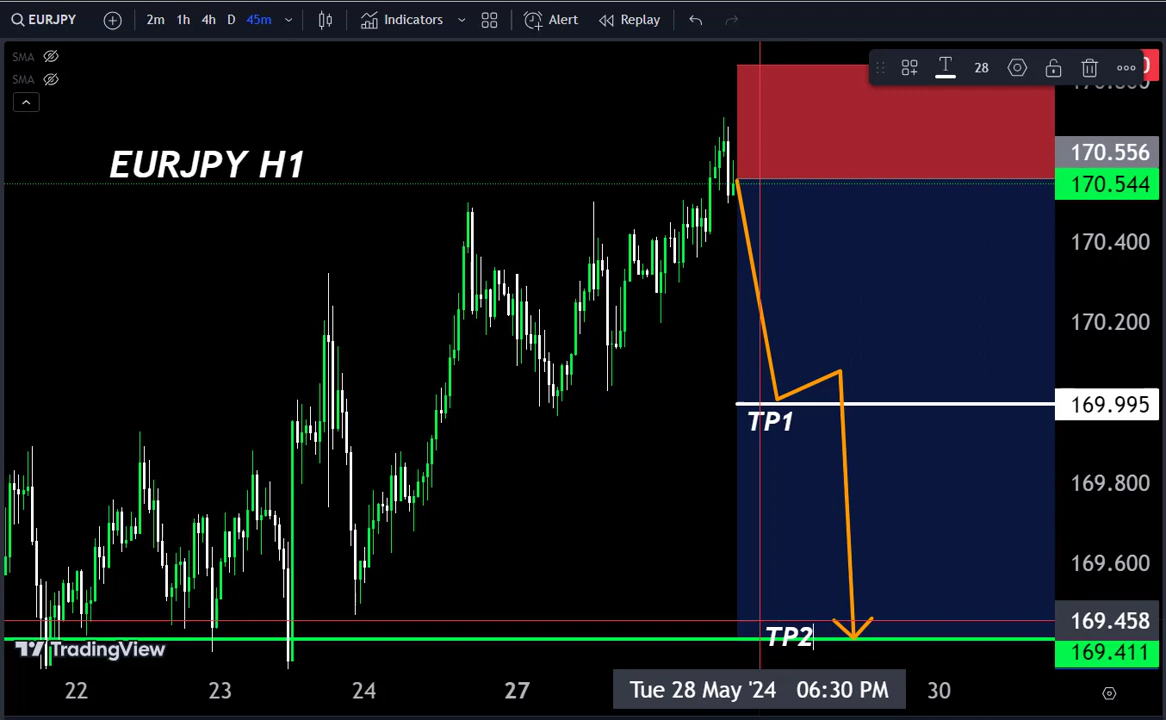 EURJPY 2m 1h 4h D 45m Indicators Alert Replay
SMA
SMA
28
EURJPY H1
170.556
170.544
170.400
170.200
169.995
TP1
169.800
169.600
169.458
TP2
169.411
TradingView
22 23 24 27 Tue 28 May '24 06:30 PM 30